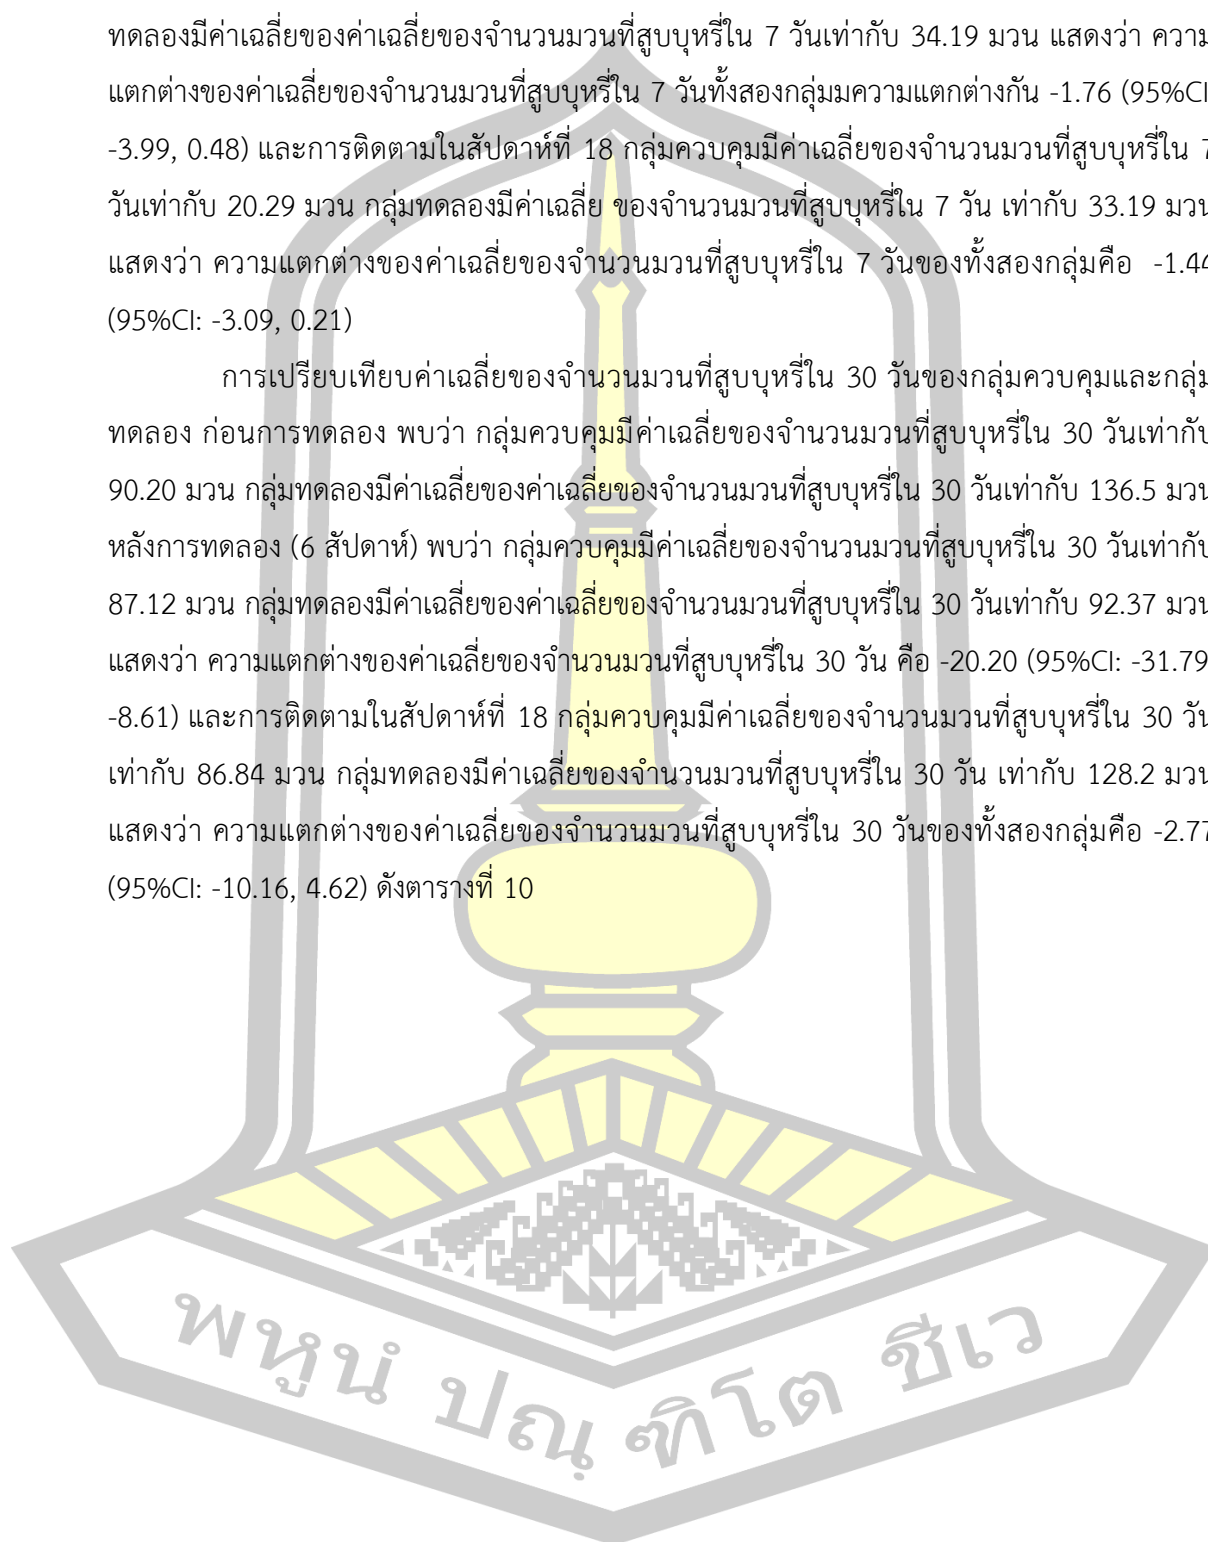 ทดลองมีค่าเฉลี่ยของค่าเฉลี่ยของจำนวนมวนที่สูบบุหรี่ใน 7 วันเท่ากับ 34.19 มวน แสดงว่า ความ
แตกต่างของค่าเฉลี่ยของจำนวนมวนที่สูบบุหรี่ใน 7 วันทั้งสองกลุ่มมความแตกต่างกัน -1.76 (95%CI
-3.99, 0.48) และการติดตามในสัปดาห์ที่ 18 กลุ่มควบคุมมีค่าเฉลี่ยของจำนวนมวนที่สูบบุหรี่ใน 7
วันเท่ากับ 20.29 มวน กลุ่มทดลองมีค่าเฉลี่ย ของจำนวนมวนที่สูบบุหรี่ใน 7 วัน เท่ากับ 33.19 มวน
แสดงว่า ความแตกต่างของค่าเฉลี่ยของจำนวนมวนที่สูบบุหรี่ใน 7 วันของทั้งสองกลุ่มคือ -1.44
(95%CI: -3.09, 0.21)
การเปรียบเทียบค่าเฉลี่ยของจำนวนมวนที่สูบบุหรี่ใน 30 วันของกลุ่มควบคุมและกลุ่ม
ทดลอง ก่อนการทดลอง พบว่า กลุ่มควบคุมมีค่าเฉลี่ยของจำนวนมวนที่สูบบุหรี่ใน 30 วันเท่ากับ
90.20 มวน กลุ่มทดลองมีค่าเฉลี่ยของค่าเฉลี่ยของจำนวนมวนที่สูบบุหรี่ใน 30 วันเท่ากับ 136.5 มวน
หลังการทดลอง (6 สัปดาห์) พบว่า กลุ่มควบคุมมีค่าเฉลี่ยของจำนวนมวนที่สูบบุหรี่ใน 30 วันเท่ากับ
87.12 มวน กลุ่มทดลองมีค่าเฉลี่ยของค่าเฉลี่ยของจำนวนมวนที่สูบบุหรี่ใน 30 วันเท่ากับ 92.37 มวน
แสดงว่า ความแตกต่างของค่าเฉลี่ยของจำนวนมวนที่สูบบุหรี่ใน 30 วัน คือ -20.20 (95%CI: -31.79
-8.61) และการติดตามในสัปดาห์ที่ 18 กลุ่มควบคุมมีค่าเฉลี่ยของจำนวนมวนที่สูบบุหรี่ใน 30 วัน
เท่ากับ 86.84 มวน กลุ่มทดลองมีค่าเฉลี่ยของจำนวนมวนที่สูบบุหรี่ใน 30 วัน เท่ากับ 128.2 มวน
แสดงว่า ความแตกต่างของค่าเฉลี่ยของจำนวนมวนที่สูบบุหรี่ใน 30 วันของทั้งสองกลุ่มคือ -2.77
(95%CI: -10.16, 4.62) ดังตารางที่ 10
พหูนํ ปณฺ ฑิโต ชีเว